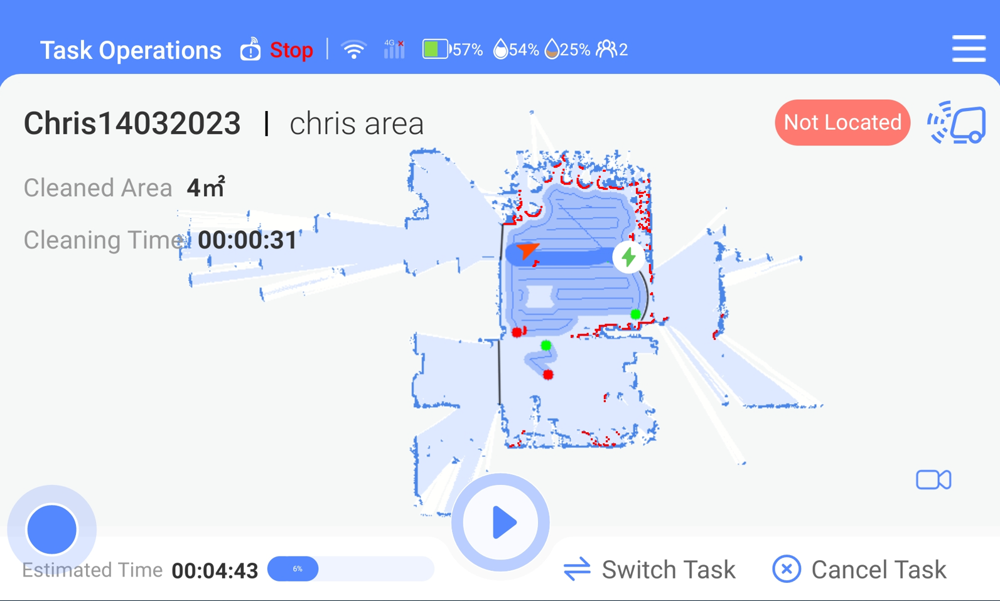 Task Operations Stop 4G 57% 54% 25% 2
Chris14032023 | chris area
Not Located
Cleaned Area 4㎡
Cleaning Time 00:00:31
Estimated Time 00:04:43 6%
Switch Task
Cancel Task